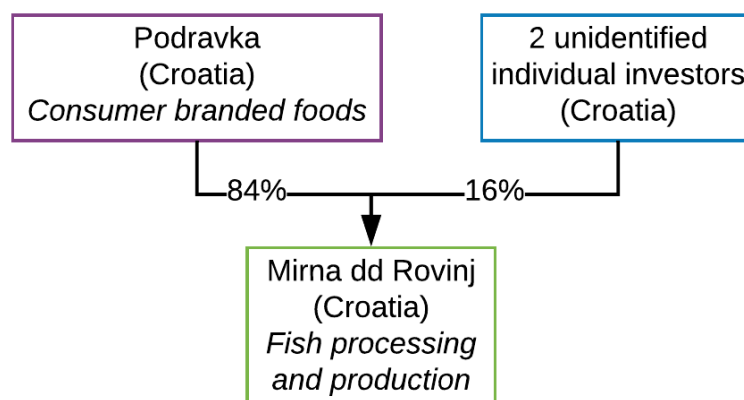 Podravka
(Croatia)
Consumer branded foods
2 unidentified
individual investors
(Croatia)
84%
16%
Mirna dd Rovinj
(Croatia)
Fish processing
and production